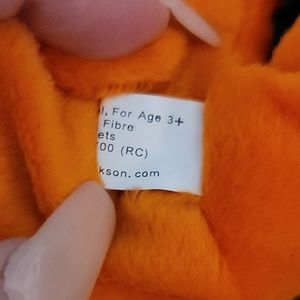 l, For Age 3+
Fibre
ets
700 (RC)
kson.com